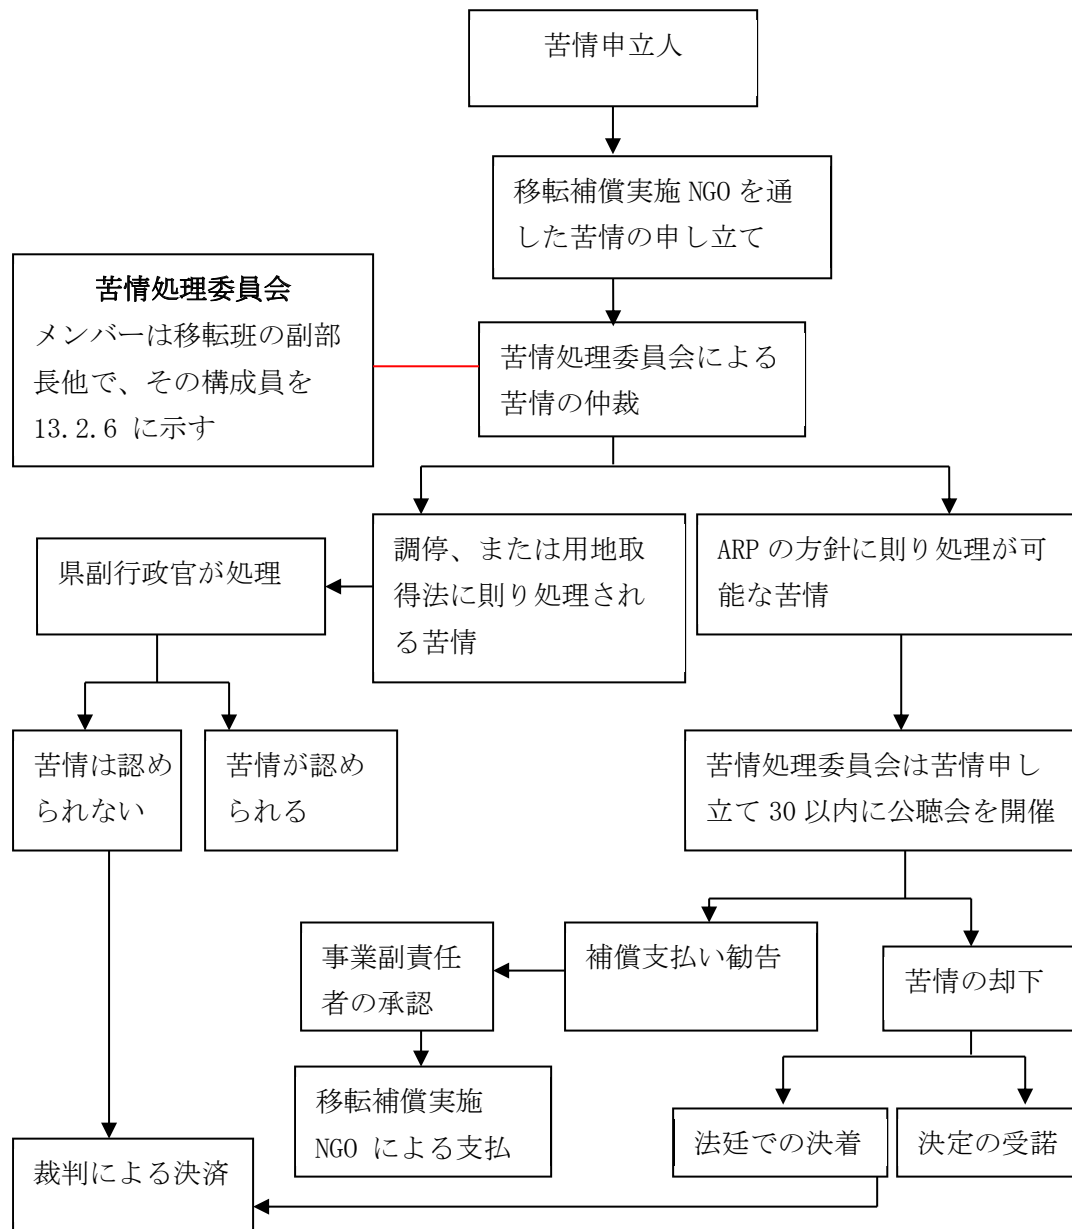 苦情申立人
移転補償実施 NGO を通
した苦情の申し立て
苦情処理委員会
メンバーは移転班の副部
長他で、その構成員を
13.2.6 に示す
苦情処理委員会による
苦情の仲裁
県副行政官が処理
調停、または用地取
得法に則り処理され
る苦情
ARP の方針に則り処理が可
能な苦情
苦情は認め
られない
苦情が認め
られる
苦情処理委員会は苦情申し
立て 30 以内に公聴会を開催
事業副責任
者の承認
補償支払い勧告
苦情の却下
移転補償実施
NGO による支払
法廷での決着
決定の受諾
裁判による決済